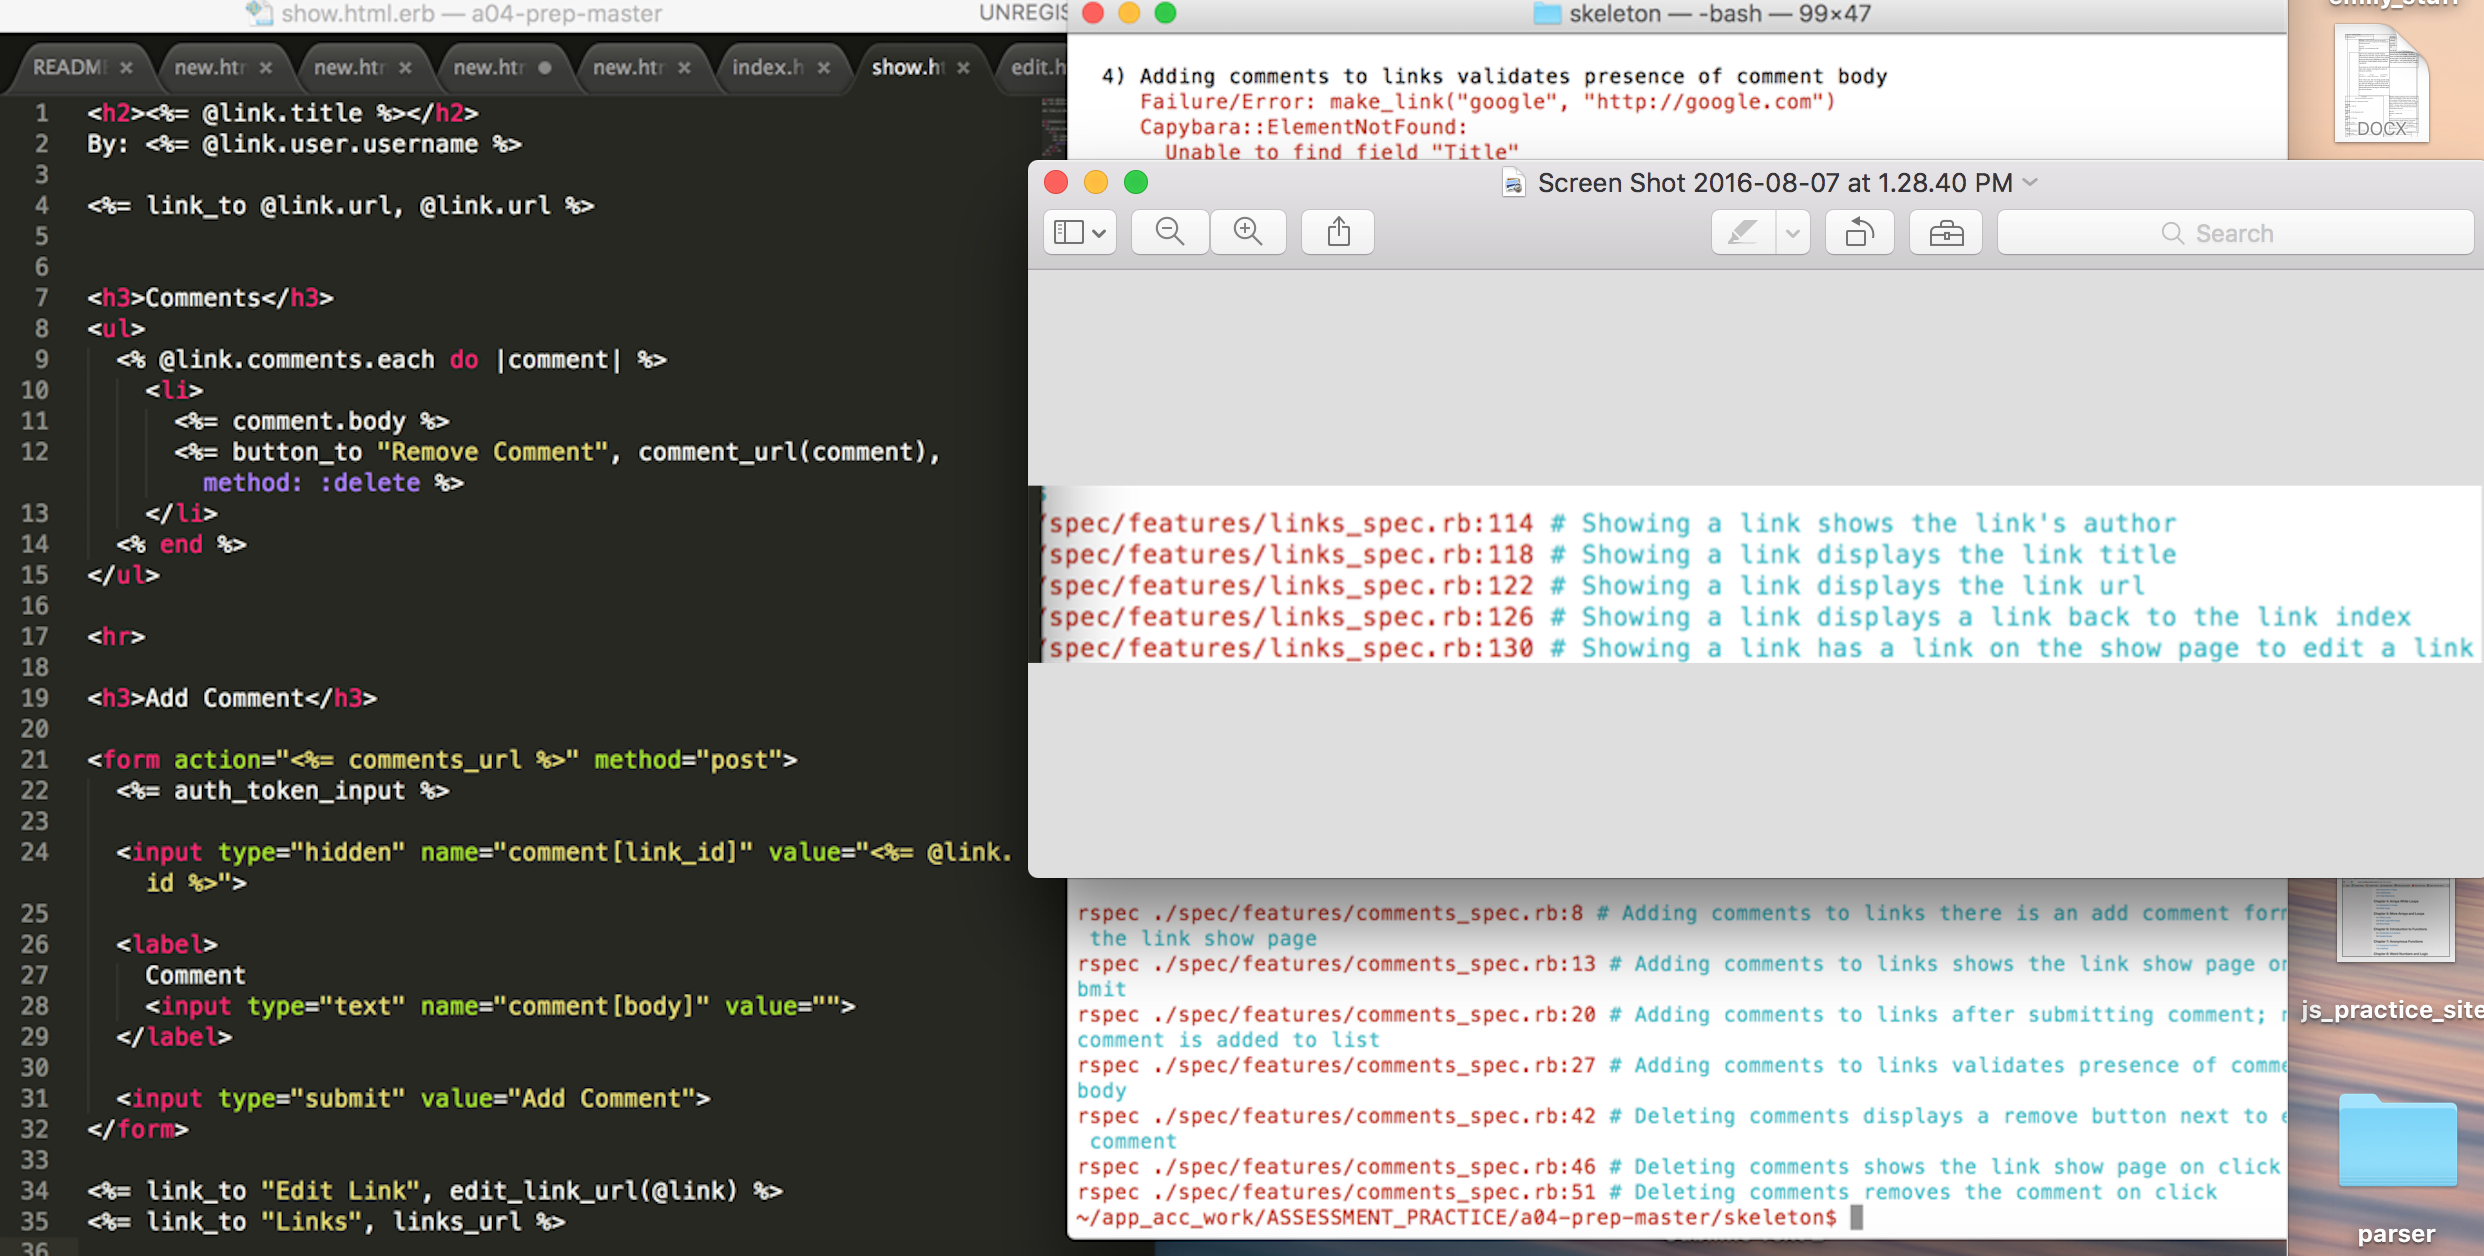 show.html.erb — a04-prep-master
UNREGIS
READM
new.htr
new.htr
new.htr
new.htr
index.h
show.h
edit.h
1 <h2><%= @link.title %></h2>
2 By: <%= @link.user.username %>
3
4 <%= link_to @link.url, @link.url %>
5
6
7 <h3>Comments</h3>
8 <ul>
9 <% @link.comments.each do |comment| %>
10 <li>
11 <%= comment.body %>
12 <%= button_to "Remove Comment", comment_url(comment),
method: :delete %>
13 </li>
14 <% end %>
15 </ul>
16
17 <hr>
18
19 <h3>Add Comment</h3>
20
21 <form action="<%= comments_url %>" method="post">
22 <%= auth_token_input %>
23
24 <input type="hidden" name="comment[link_id]" value="<%= @link.
id %>">
25
26 <label>
27 Comment
28 <input type="text" name="comment[body]" value="">
29 </label>
30
31 <input type="submit" value="Add Comment">
32 </form>
33
34 <%= link_to "Edit Link", edit_link_url(@link) %>
35 <%= link_to "Links", links_url %>
36
skeleton — -bash — 99×47
4) Adding comments to links validates presence of comment body
Failure/Error: make_link("google", "http://google.com")
Capybara::ElementNotFound:
Unable to find field "Title"
Screen Shot 2016-08-07 at 1.28.40 PM
Search
/spec/features/links_spec.rb:114 # Showing a link shows the link's author
/spec/features/links_spec.rb:118 # Showing a link displays the link title
/spec/features/links_spec.rb:122 # Showing a link displays the link url
/spec/features/links_spec.rb:126 # Showing a link displays a link back to the link index
/spec/features/links_spec.rb:130 # Showing a link has a link on the show page to edit a link
rspec ./spec/features/comments_spec.rb:8 # Adding comments to links there is an add comment for
the link show page
rspec ./spec/features/comments_spec.rb:13 # Adding comments to links shows the link show page o
bmit
rspec ./spec/features/comments_spec.rb:20 # Adding comments to links after submitting comment;
comment is added to list
rspec ./spec/features/comments_spec.rb:27 # Adding comments to links validates presence of comm
body
rspec ./spec/features/comments_spec.rb:42 # Deleting comments displays a remove button next to
comment
rspec ./spec/features/comments_spec.rb:46 # Deleting comments shows the link show page on click
rspec ./spec/features/comments_spec.rb:51 # Deleting comments removes the comment on click
~/app_acc_work/ASSESSMENT_PRACTICE/a04-prep-master/skeleton$
DOCX
js_practice_site
parser